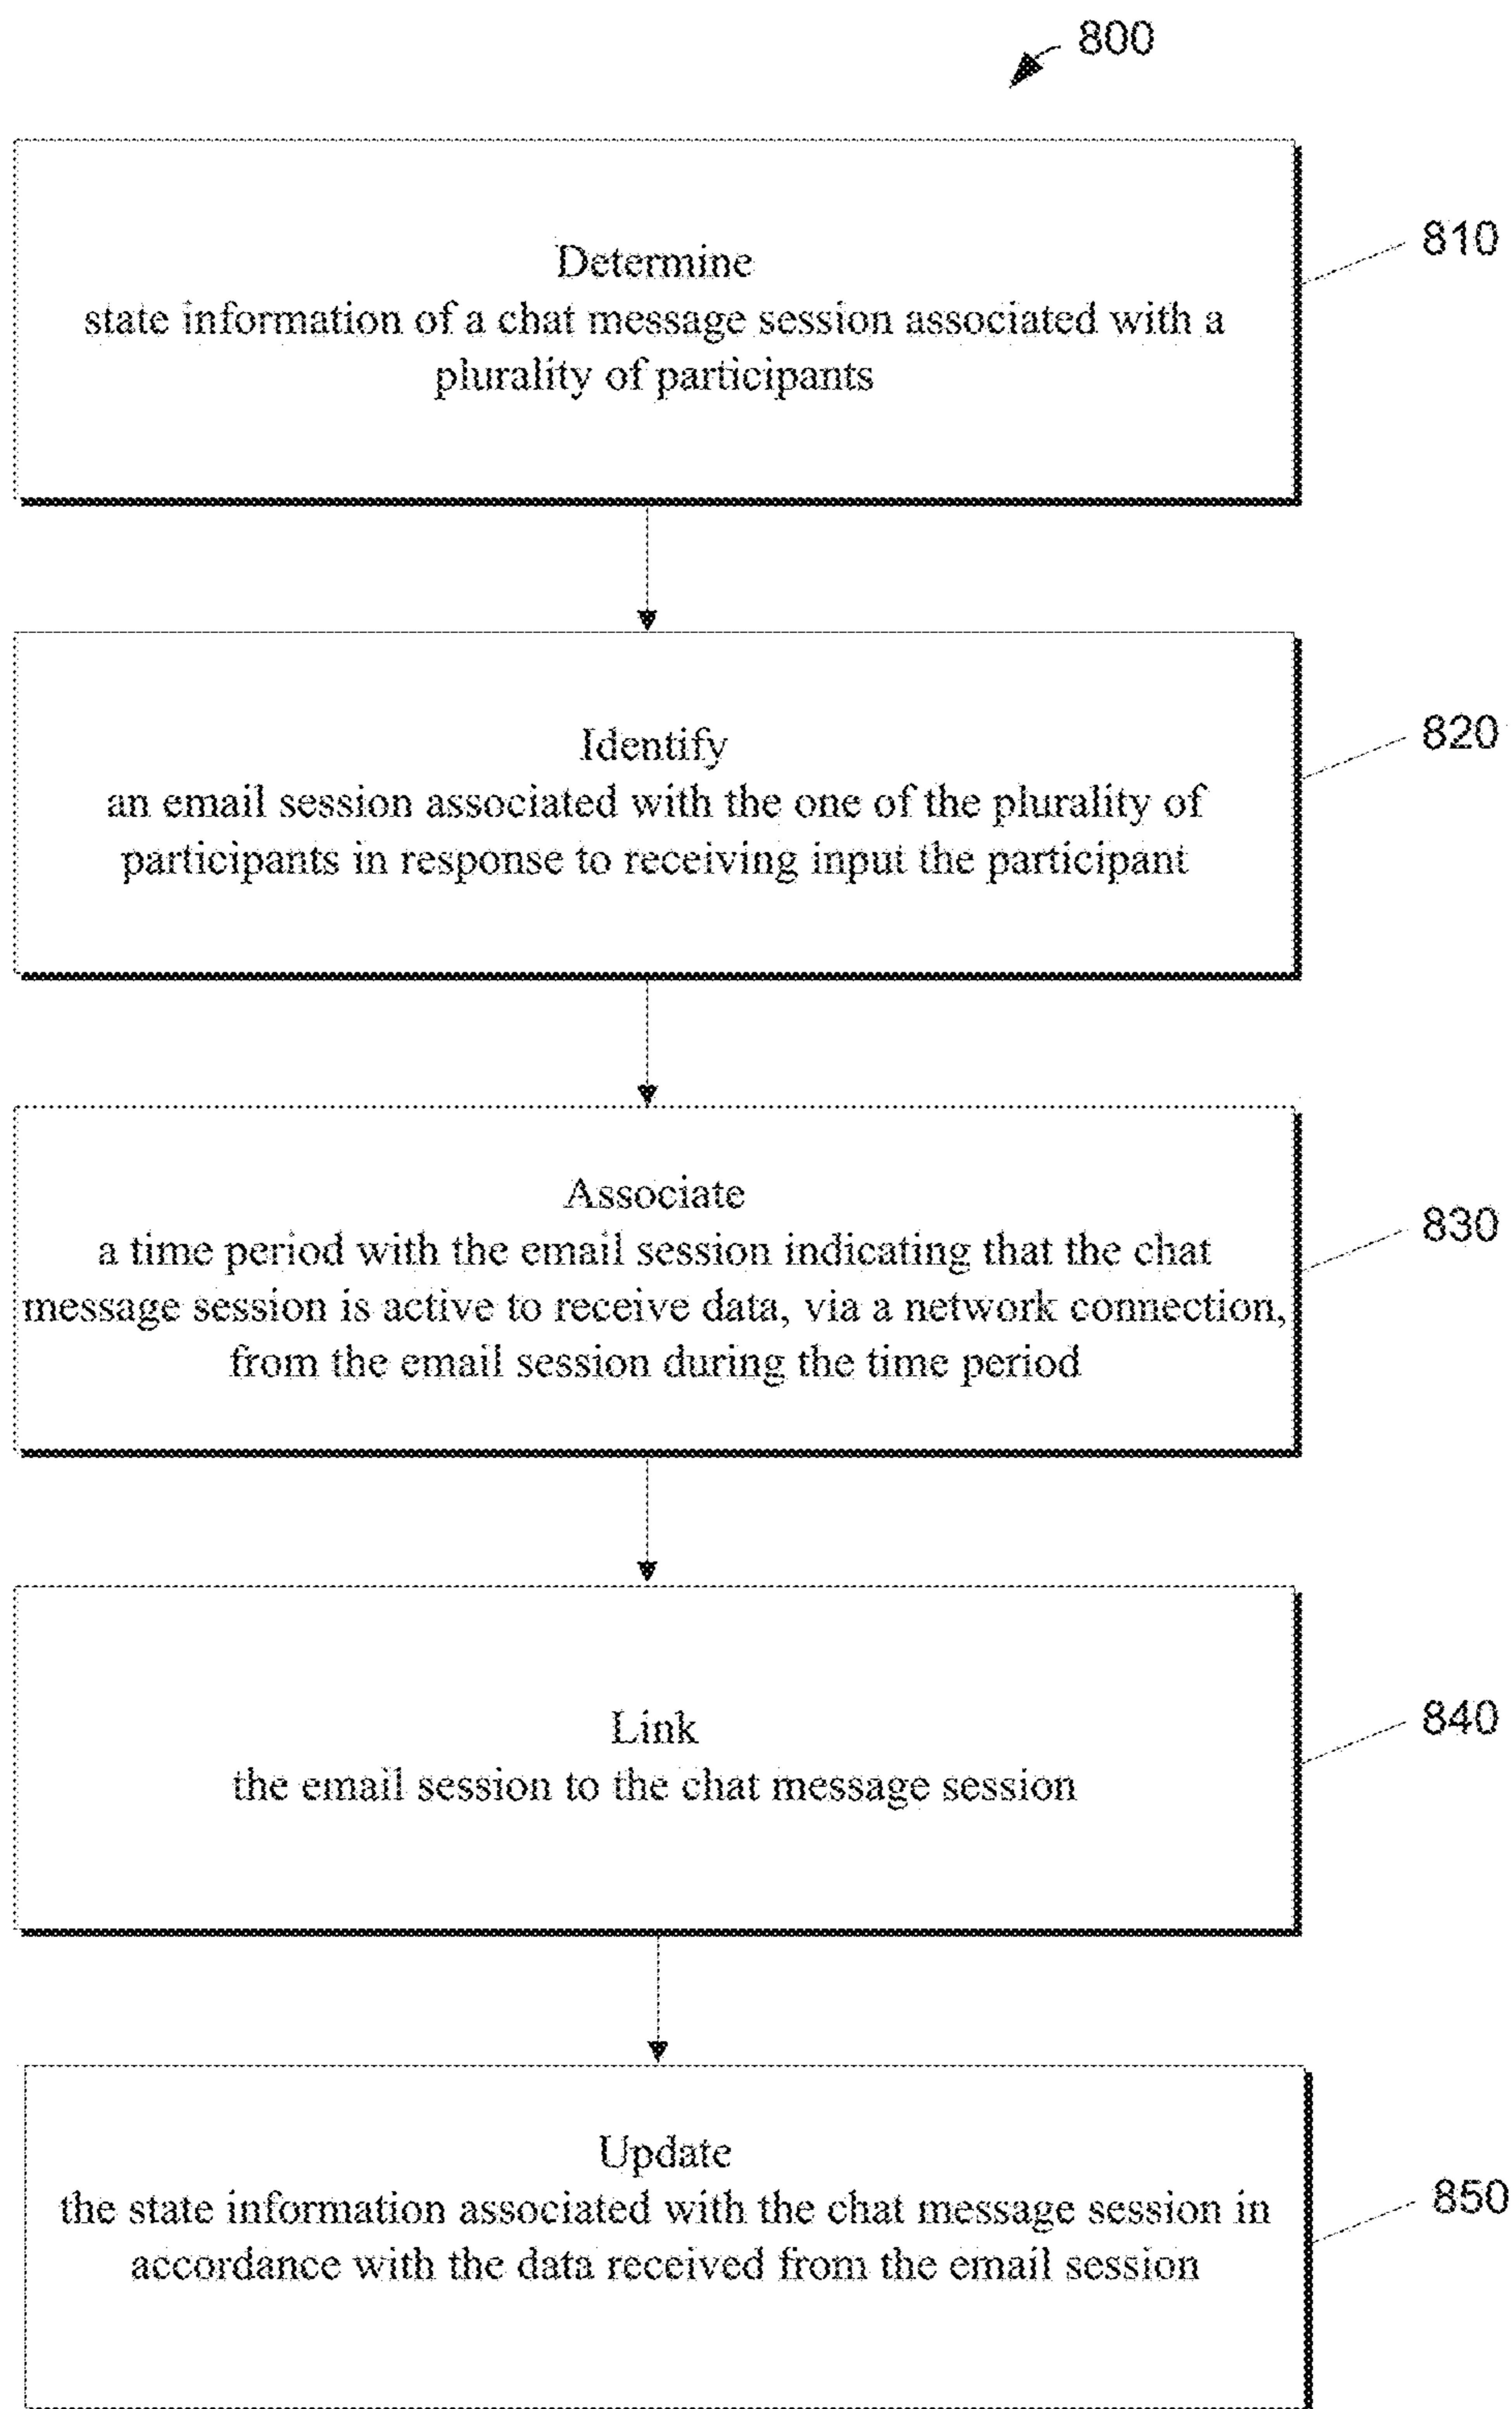 800
Determine
state information of a chat message session associated with a
plurality of participants
810
Identify
an email session associated with the one of the plurality of
participants in response to receiving input the participant
820
Associate
a time period with the email session indicating that the chat
message session is active to receive data, via a network connection,
from the email session during the time period
830
Link
the email session to the chat message session
840
Update
the state information associated with the chat message session in
accordance with the data received from the email session
850